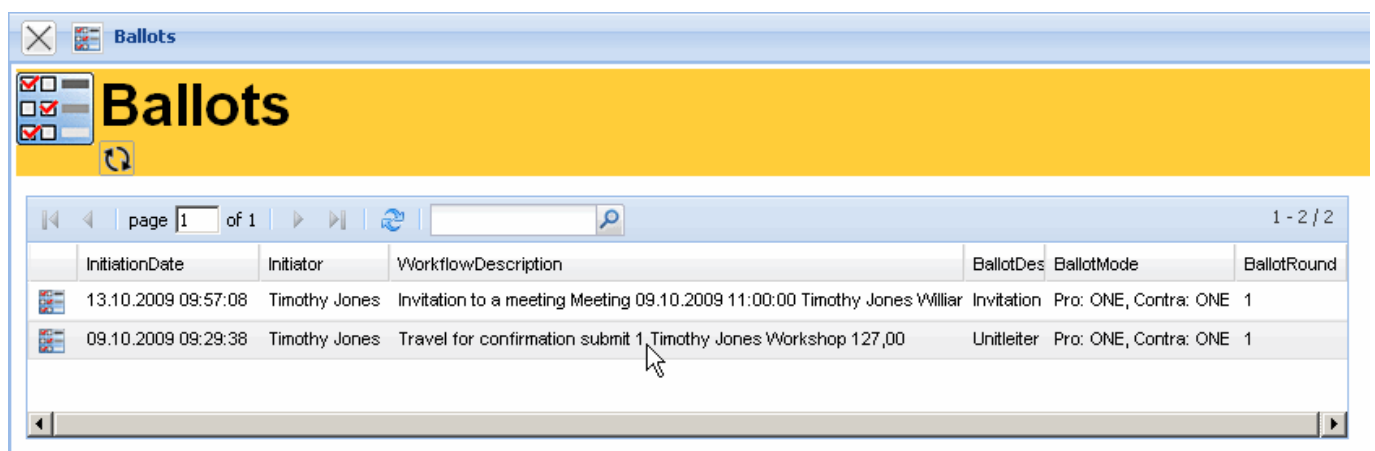 Ballots
Ballots
page 1 of 1 1 - 2 / 2
InitiationDate Initiator WorkflowDescription BallotDes BallotMode BallotRound
13.10.2009 09:57:08 Timothy Jones Invitation to a meeting Meeting 09.10.2009 11:00:00 Timothy Jones Williar Invitation Pro: ONE, Contra: ONE 1
09.10.2009 09:29:38 Timothy Jones Travel for confirmation submit 1 Timothy Jones Workshop 127,00 Unitleiter Pro: ONE, Contra: ONE 1